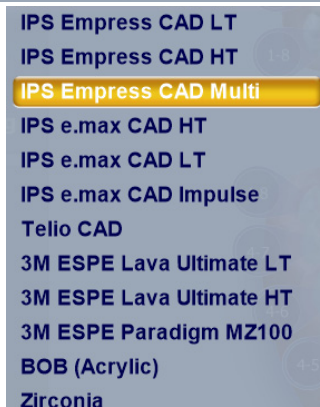 IPS Empress CAD LT
IPS Empress CAD HT
IPS Empress CAD Multi
IPS e.max CAD HT
IPS e.max CAD LT
IPS e.max CAD Impulse
Telio CAD
3M ESPE Lava Ultimate LT
3M ESPE Lava Ultimate HT
3M ESPE Paradigm MZ100
BOB (Acrylic)
Zirconia